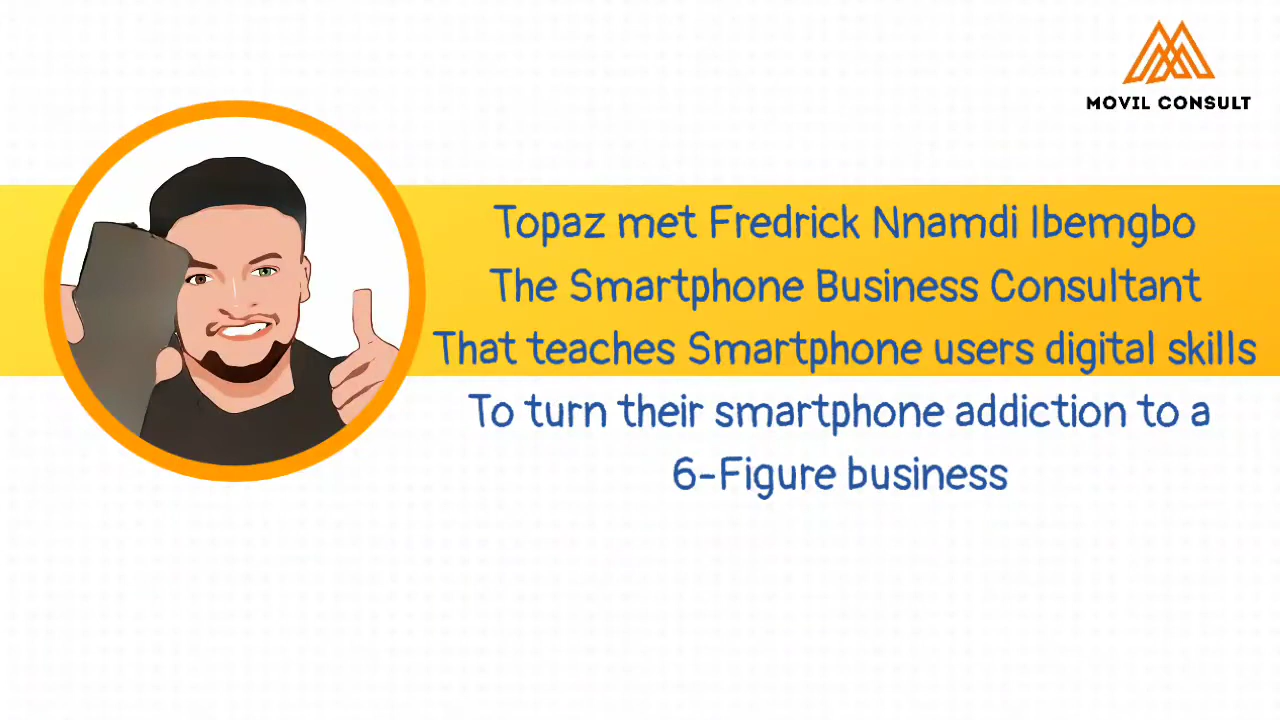 MOVIL CONSULT
Topaz met Fredrick Nnamdi Ibemgbo
The Smartphone Business Consultant
That teaches Smartphone users digital skills
To turn their smartphone addiction to a
6-Figure business